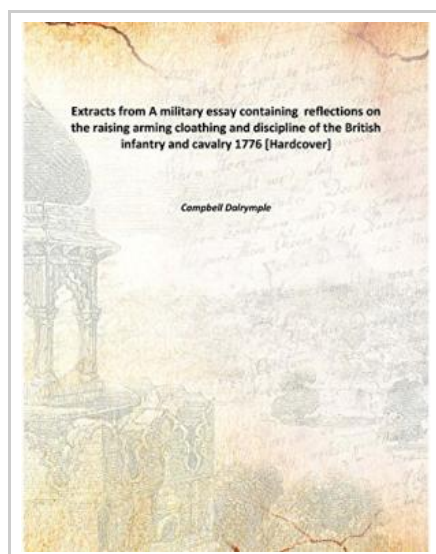 Extracts from A military essay containing reflections on
the raising arming cloathing and discipline of the British
infantry and cavalry 1776 [Hardcover]
Campbell Dalrymple